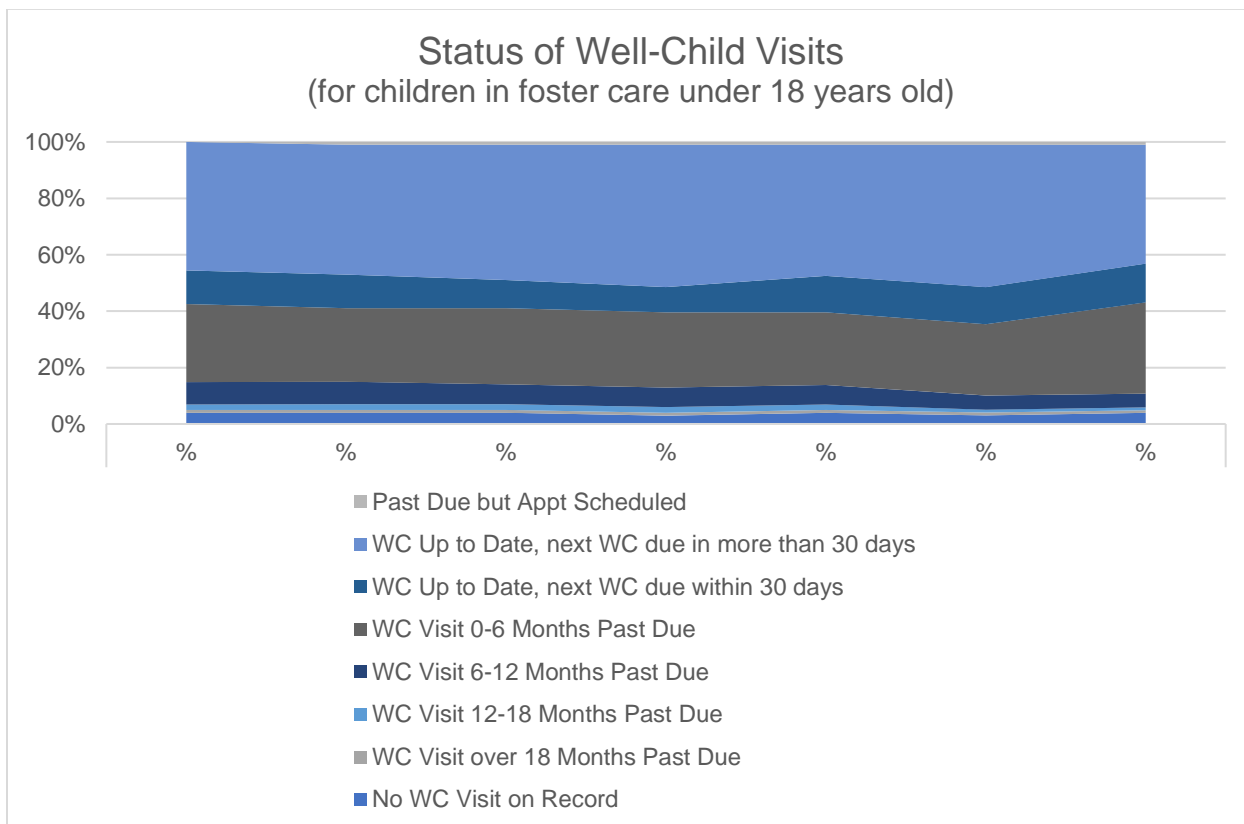 Status of Well-Child Visits
(for children in foster care under 18 years old)
100%
80%
60%
40%
20%
0%
% % % % % % %
Past Due but Appt Scheduled
WC Up to Date, next WC due in more than 30 days
WC Up to Date, next WC due within 30 days
WC Visit 0-6 Months Past Due
WC Visit 6-12 Months Past Due
WC Visit 12-18 Months Past Due
WC Visit over 18 Months Past Due
No WC Visit on Record